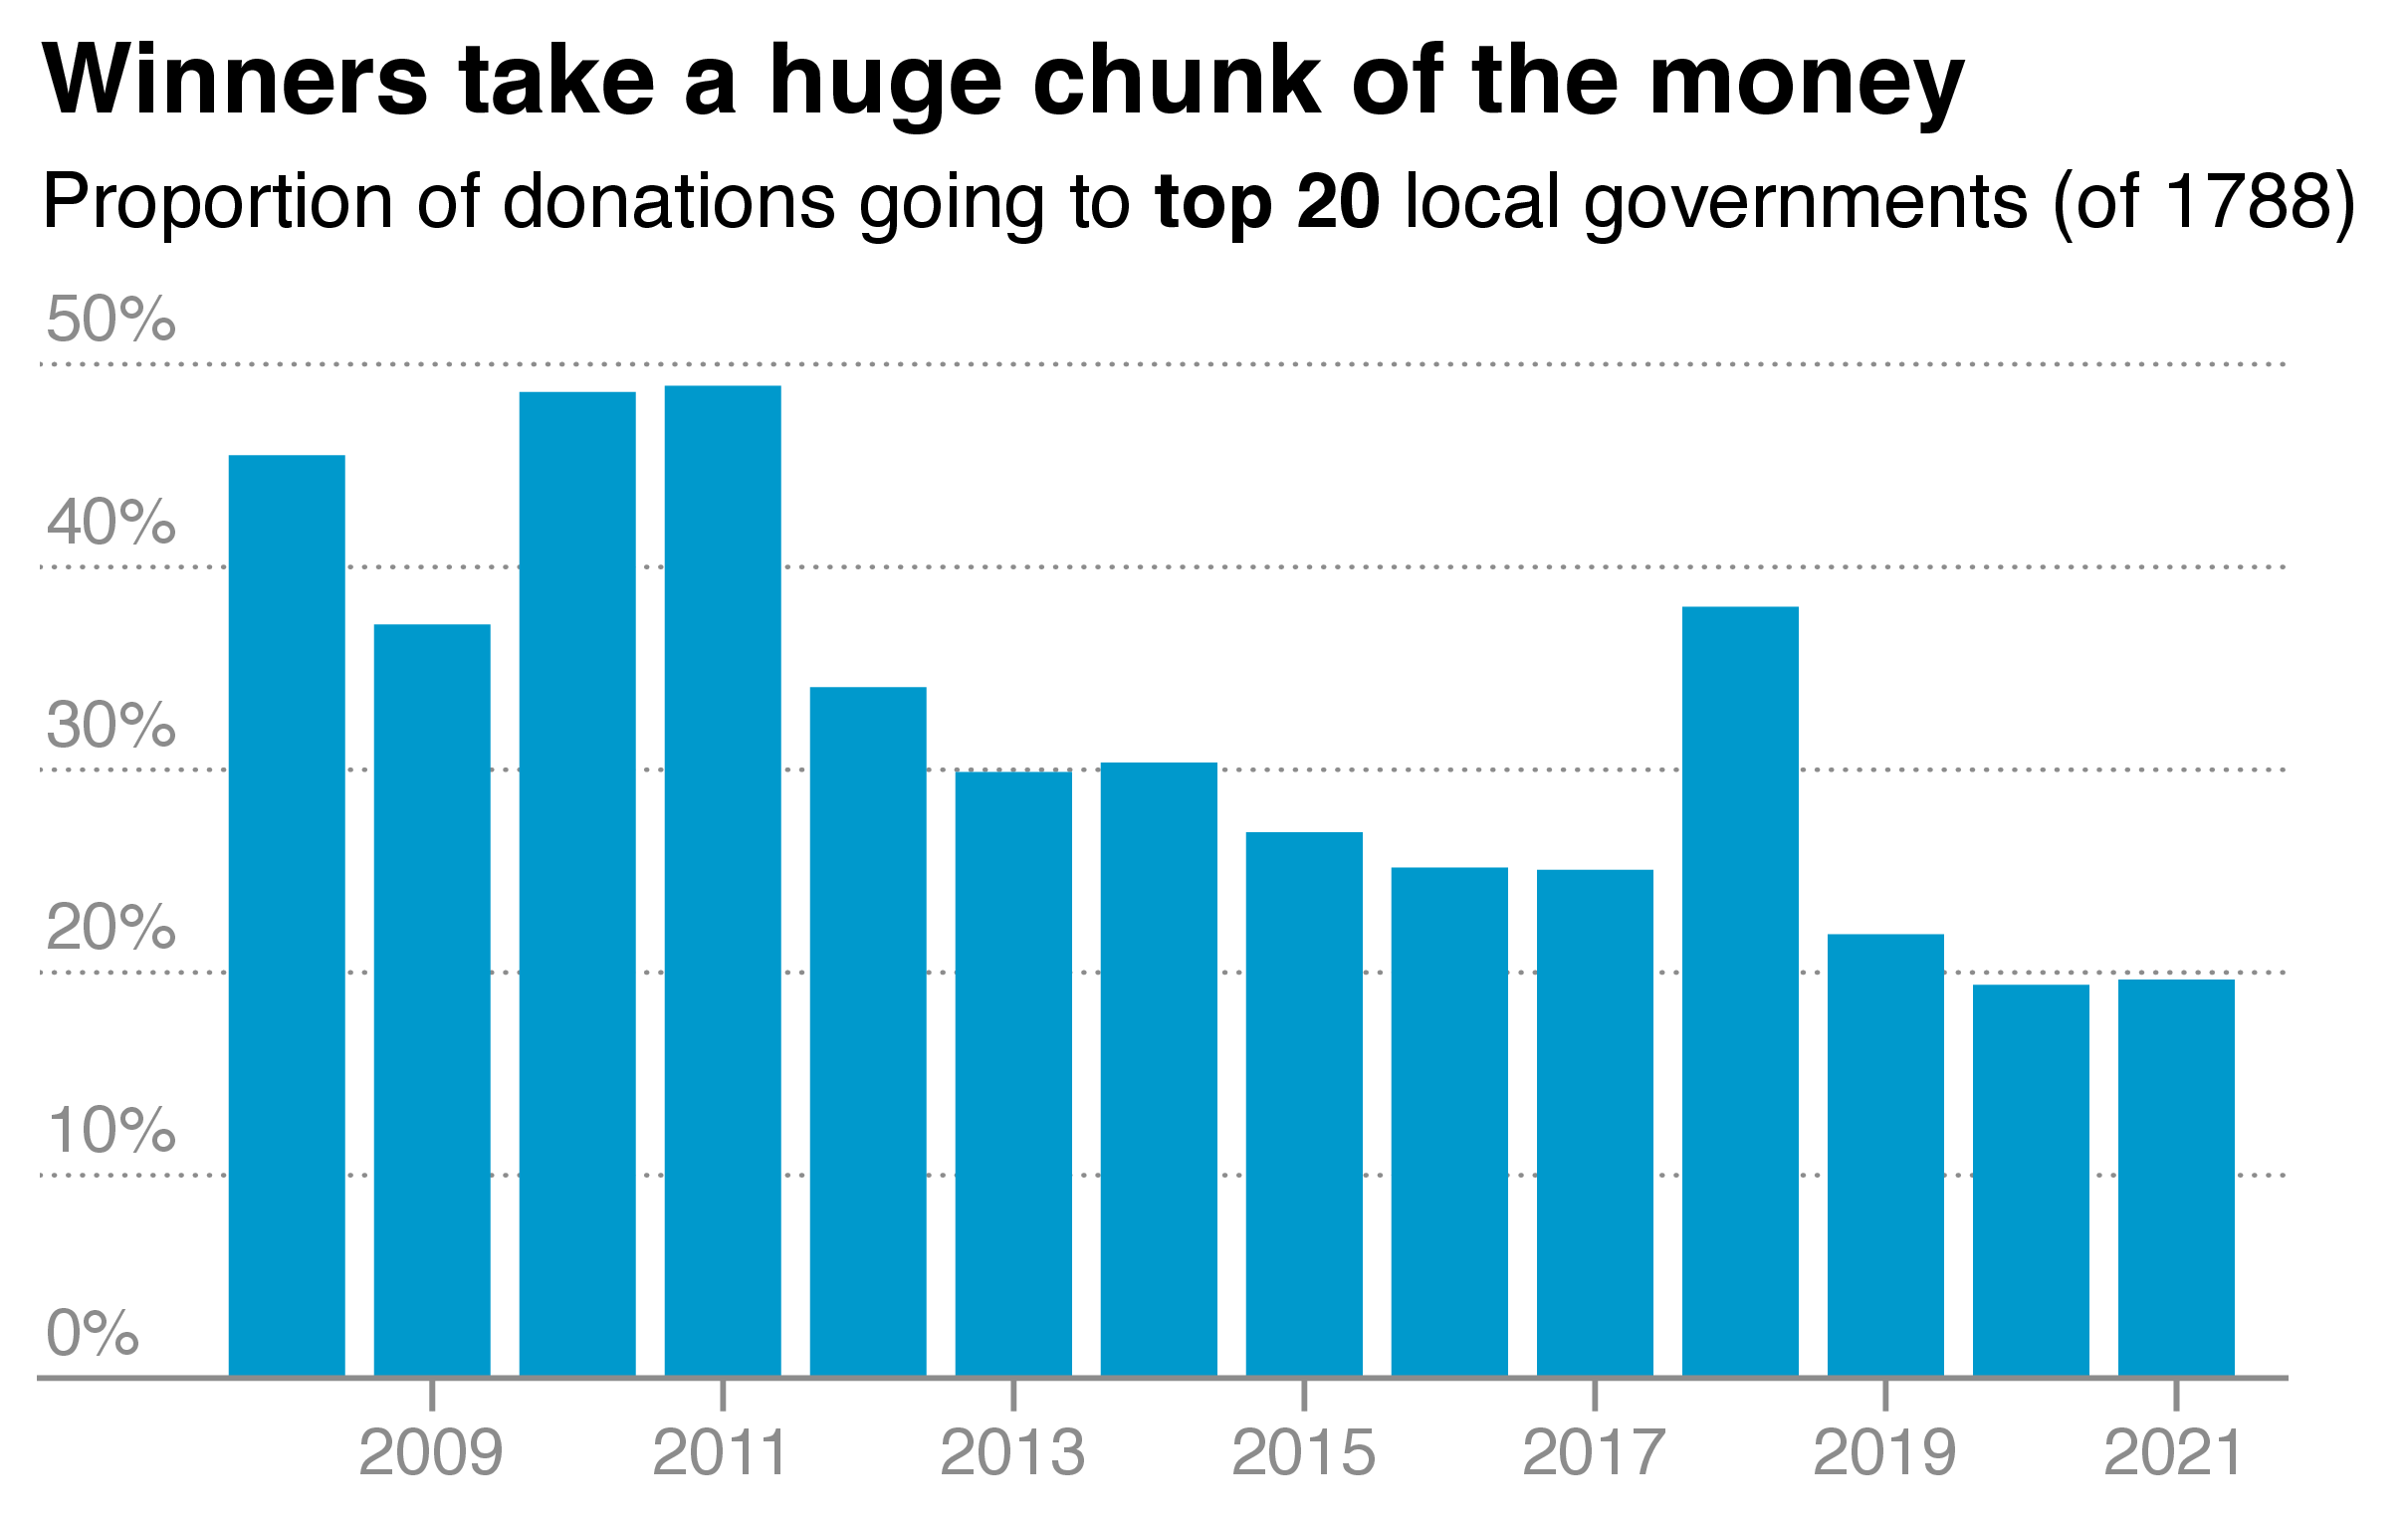 Winners take a huge chunk of the money
Proportion of donations going to top 20 local governments (of 1788)
50%
40%
30%
20%
10%
0%
2009 2011 2013 2015 2017 2019 2021